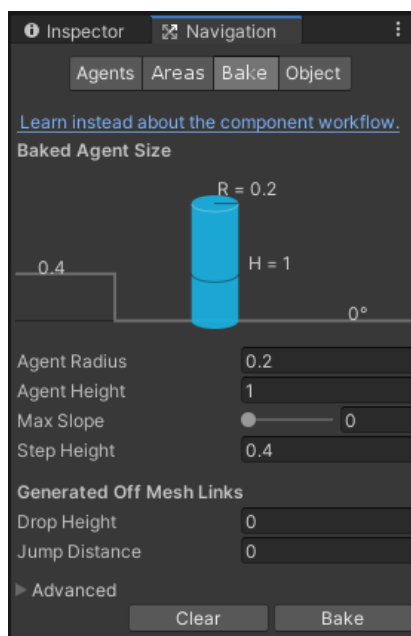 Inspector Navigation
Agents Areas Bake Object
Learn instead about the component workflow.
Baked Agent Size
R = 0.2
0.4
H = 1
0°
Agent Radius 0.2
Agent Height 1
Max Slope 0
Step Height 0.4
Generated Off Mesh Links
Drop Height 0
Jump Distance 0
Advanced
Clear Bake